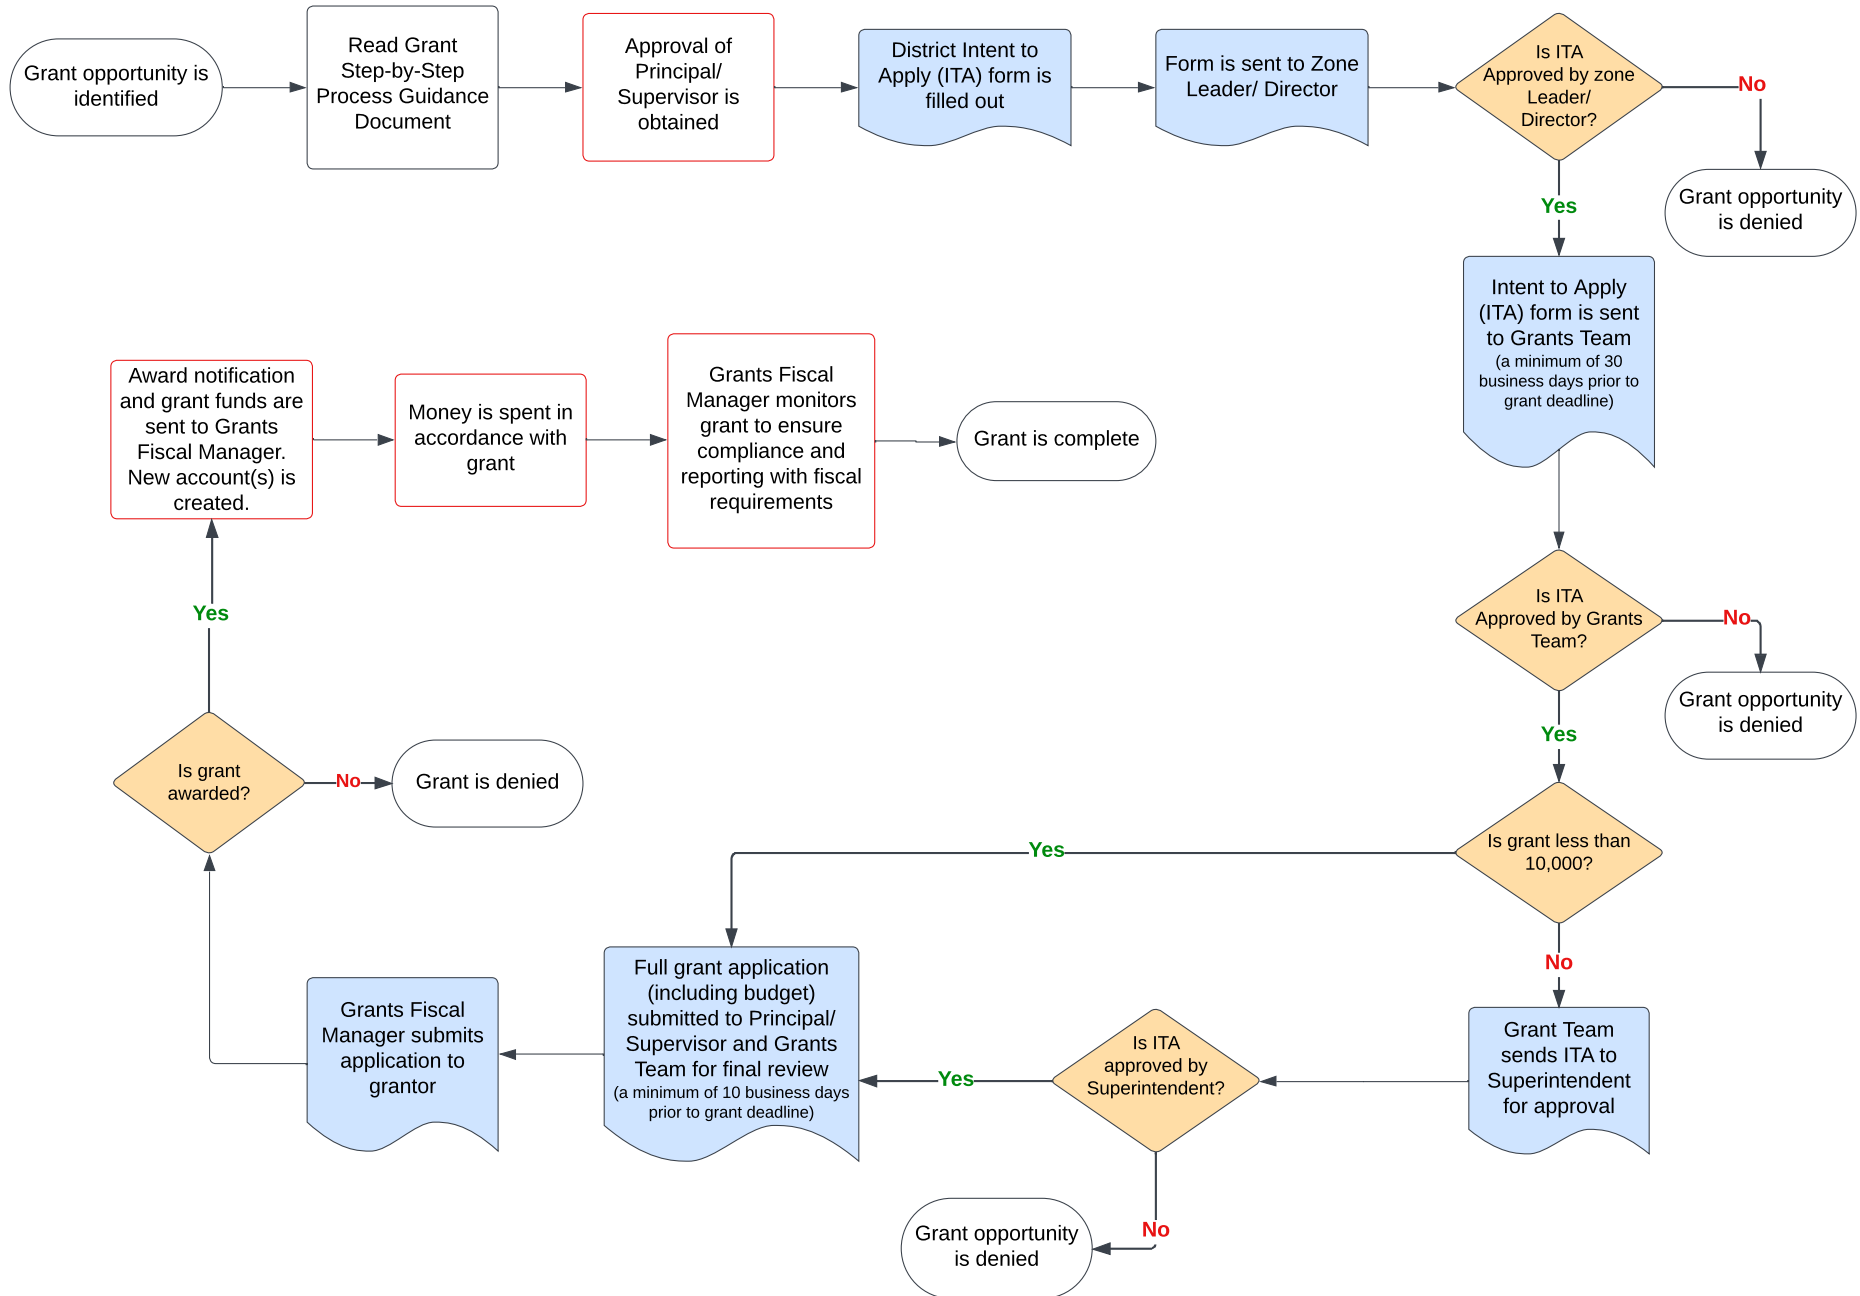 Grant opportunity is
identified
Read Grant
Step-by-Step
Process Guidance
Document
Approval of
Principal/
Supervisor is
obtained
District Intent to
Apply (ITA) form is
filled out
Form is sent to Zone
Leader/ Director
Is ITA
Approved by zone
Leader/
Director?
No
Grant opportunity
is denied
Yes
Intent to Apply
(ITA) form is sent
to Grants Team
(a minimum of 30
business days prior to
grant deadline)
Is ITA
Approved by Grants
Team?
No
Grant opportunity
is denied
Yes
Is grant less than
10,000?
Yes
No
Grant Team
sends ITA to
Superintendent
for approval
Is ITA
approved by
Superintendent?
No
Grant opportunity
is denied
Yes
Full grant application
(including budget)
submitted to Principal/
Supervisor and Grants
Team for final review
(a minimum of 10 business days
prior to grant deadline)
Grants Fiscal
Manager submits
application to
grantor
Is grant
awarded?
No
Grant is denied
Yes
Award notification
and grant funds are
sent to Grants
Fiscal Manager.
New account(s) is
created.
Money is spent in
accordance with
grant
Grants Fiscal
Manager monitors
grant to ensure
compliance and
reporting with fiscal
requirements
Grant is complete